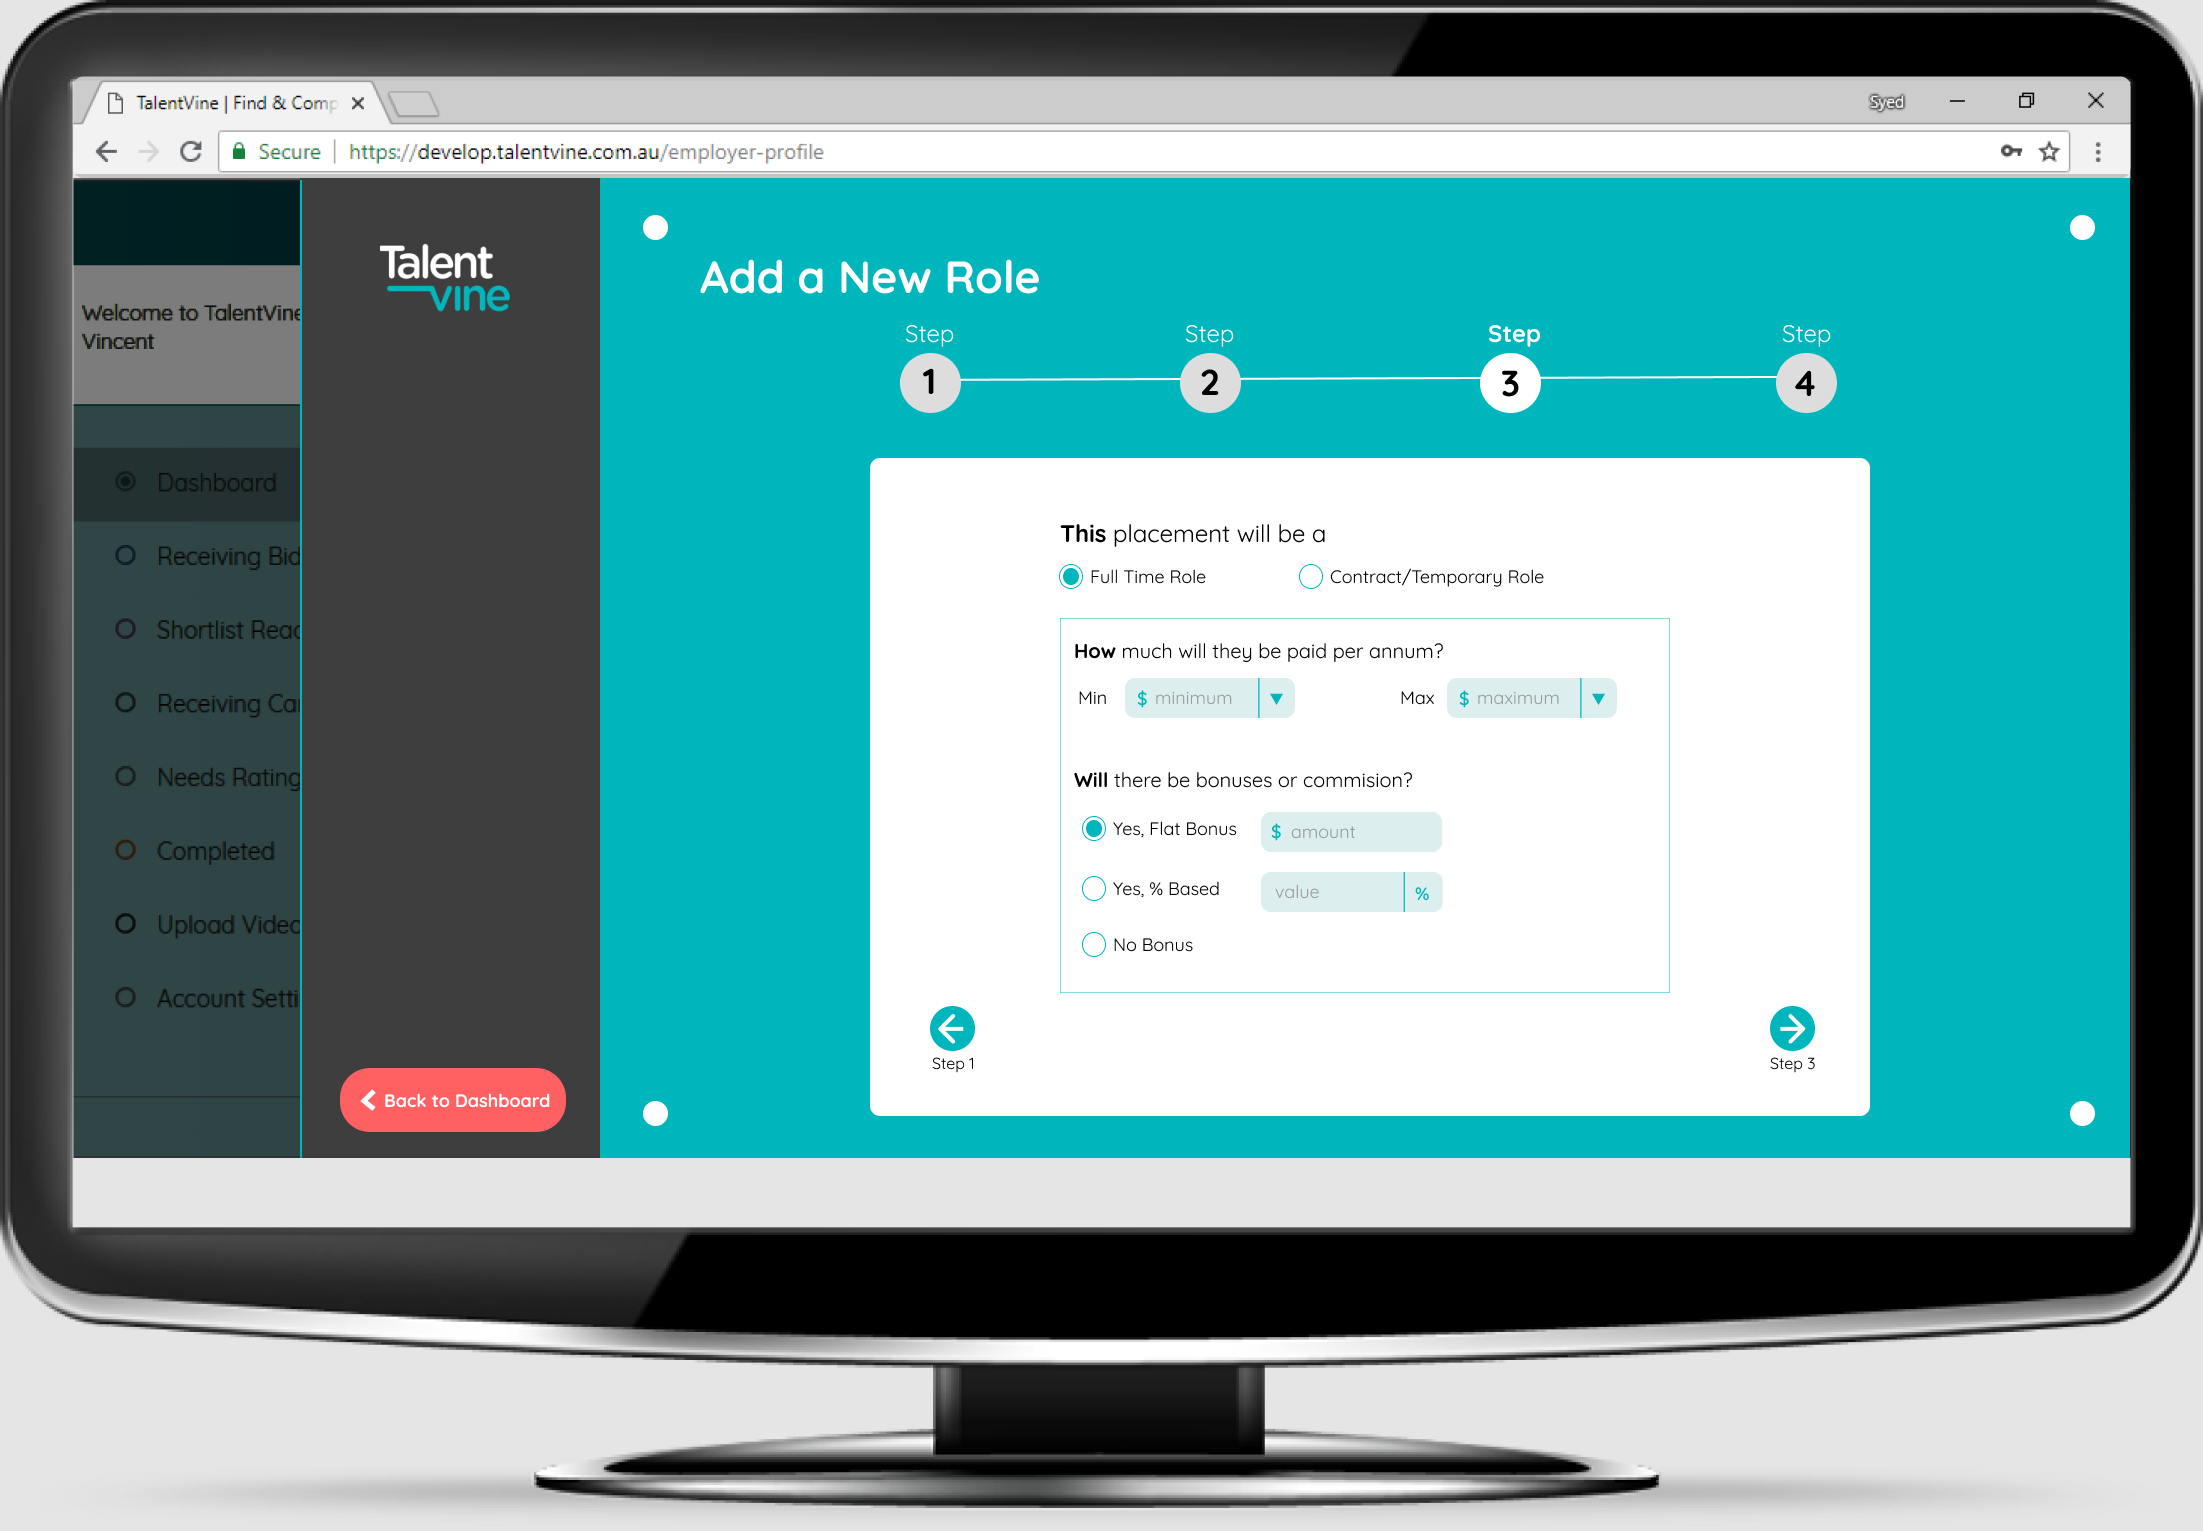 TalentVine | Find & Comp
Syed
Secure https://develop.talentvine.com.au/employer-profile
Welcome to TalentVine
Vincent
Dashboard
Receiving Bid
Shortlist Read
Receiving Ca
Needs Rating
Completed
Upload Video
Account Setti
Talent
vine
Back to Dashboard
Add a New Role
Step Step Step Step
1 2 3 4
This placement will be a
Full Time Role Contract/Temporary Role
How much will they be paid per annum?
Min $ minimum Max $ maximum
Will there be bonuses or commision?
Yes, Flat Bonus $ amount
Yes, % Based value %
No Bonus
Step 1 Step 3